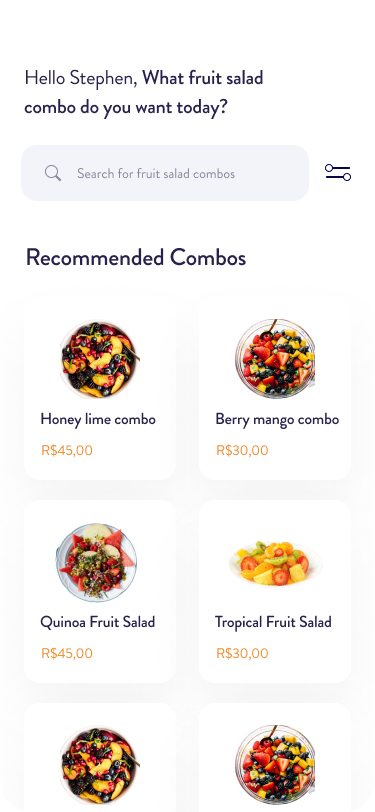 Hello Stephen, What fruit salad
combo do you want today?
Search for fruit salad combos
Recommended Combos
Honey lime combo
R$45,00
Berry mango combo
R$30,00
Quinoa Fruit Salad
R$45,00
Tropical Fruit Salad
R$30,00